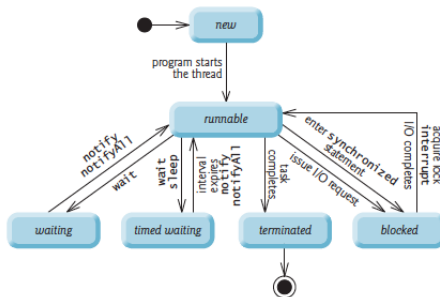 new
program starts
the thread
runnable
notify
notifyAll
wait
wait
sleep
interval
expires
notify
notifyAll
task
completes
enter synchronized
statement
issue I/O request
I/O completes
acquire lock
interrupt
waiting
timed waiting
terminated
blocked